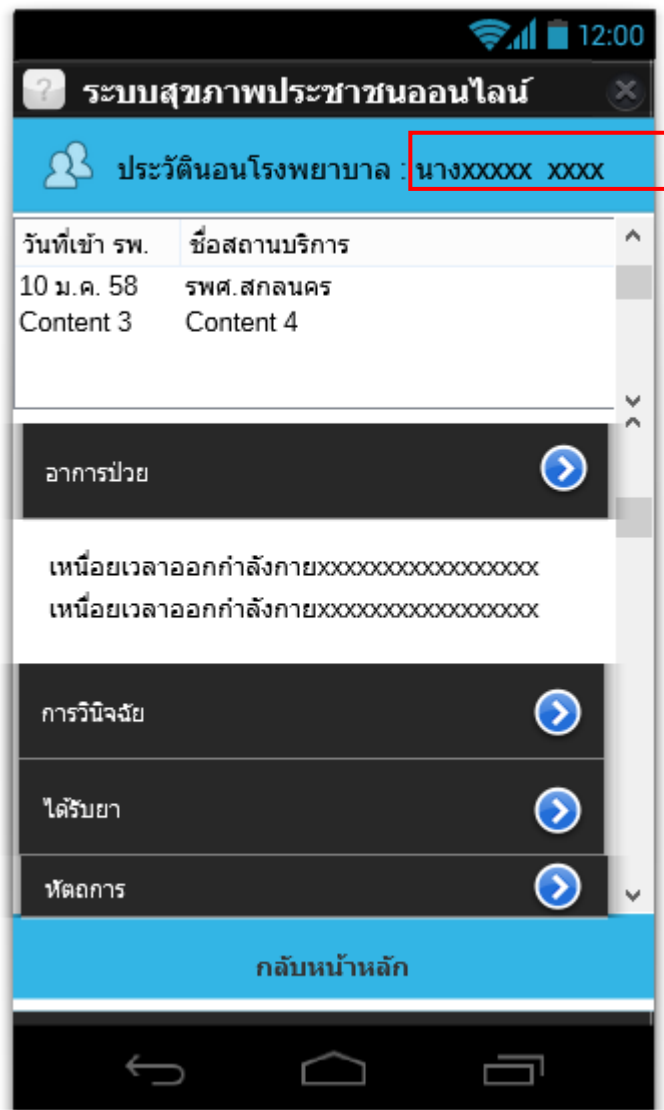 12:00
ระบบสุขภาพประชาชนออนไลน์
ประวัตินอนโรงพยาบาล : นางxxxxx xxxx
วันที่เข้า รพ. ชื่อสถานบริการ
10 ม.ค. 58 รพศ.สกลนคร
Content 3 Content 4
อาการป่วย
เหนื่อยเวลาออกกำลังกายxxxxxxxxxxxxxxxxx
เหนื่อยเวลาออกกำลังกายxxxxxxxxxxxxxxxxx
การวินิจฉัย
ได้รับยา
หัตถการ
กลับหน้าหลัก